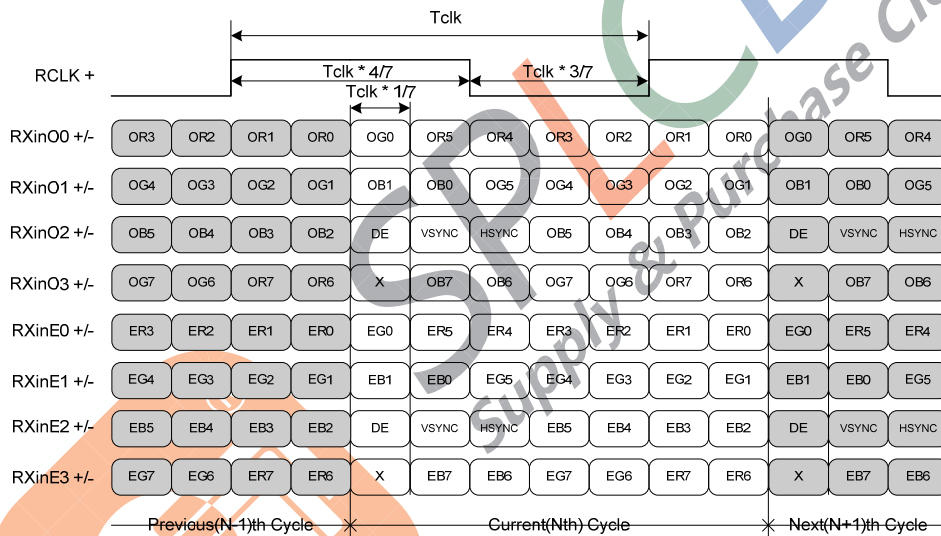 Tclk
RCLK +
Tclk * 4/7
Tclk * 3/7
Tclk * 1/7
RXinO0 +/- OR3 OR2 OR1 OR0 OG0 OR5 OR4 OR3 OR2 OR1 OR0 OG0 OR5 OR4
RXinO1 +/- OG4 OG3 OG2 OG1 OB1 OB0 OG5 OG4 OG3 OG2 OG1 OB1 OB0 OG5
RXinO2 +/- OB5 OB4 OB3 OB2 DE VSYNC HSYNC OB5 OB4 OB3 OB2 DE VSYNC HSYNC
RXinO3 +/- OG7 OG6 OR7 OR6 X OB7 OB6 OG7 OG6 OR7 OR6 X OB7 OB6
RXinE0 +/- ER3 ER2 ER1 ER0 EG0 ER5 ER4 ER3 ER2 ER1 ER0 EG0 ER5 ER4
RXinE1 +/- EG4 EG3 EG2 EG1 EB1 EB0 EG5 EG4 EG3 EG2 EG1 EB1 EB0 EG5
RXinE2 +/- EB5 EB4 EB3 EB2 DE VSYNC HSYNC EB5 EB4 EB3 EB2 DE VSYNC HSYNC
RXinE3 +/- EG7 EG6 ER7 ER6 X EB7 EB6 EG7 EG6 ER7 ER6 X EB7 EB6
Previous(N-1)th Cycle Current(Nth) Cycle Next(N+1)th Cycle
SPLC
Supply & Purchase